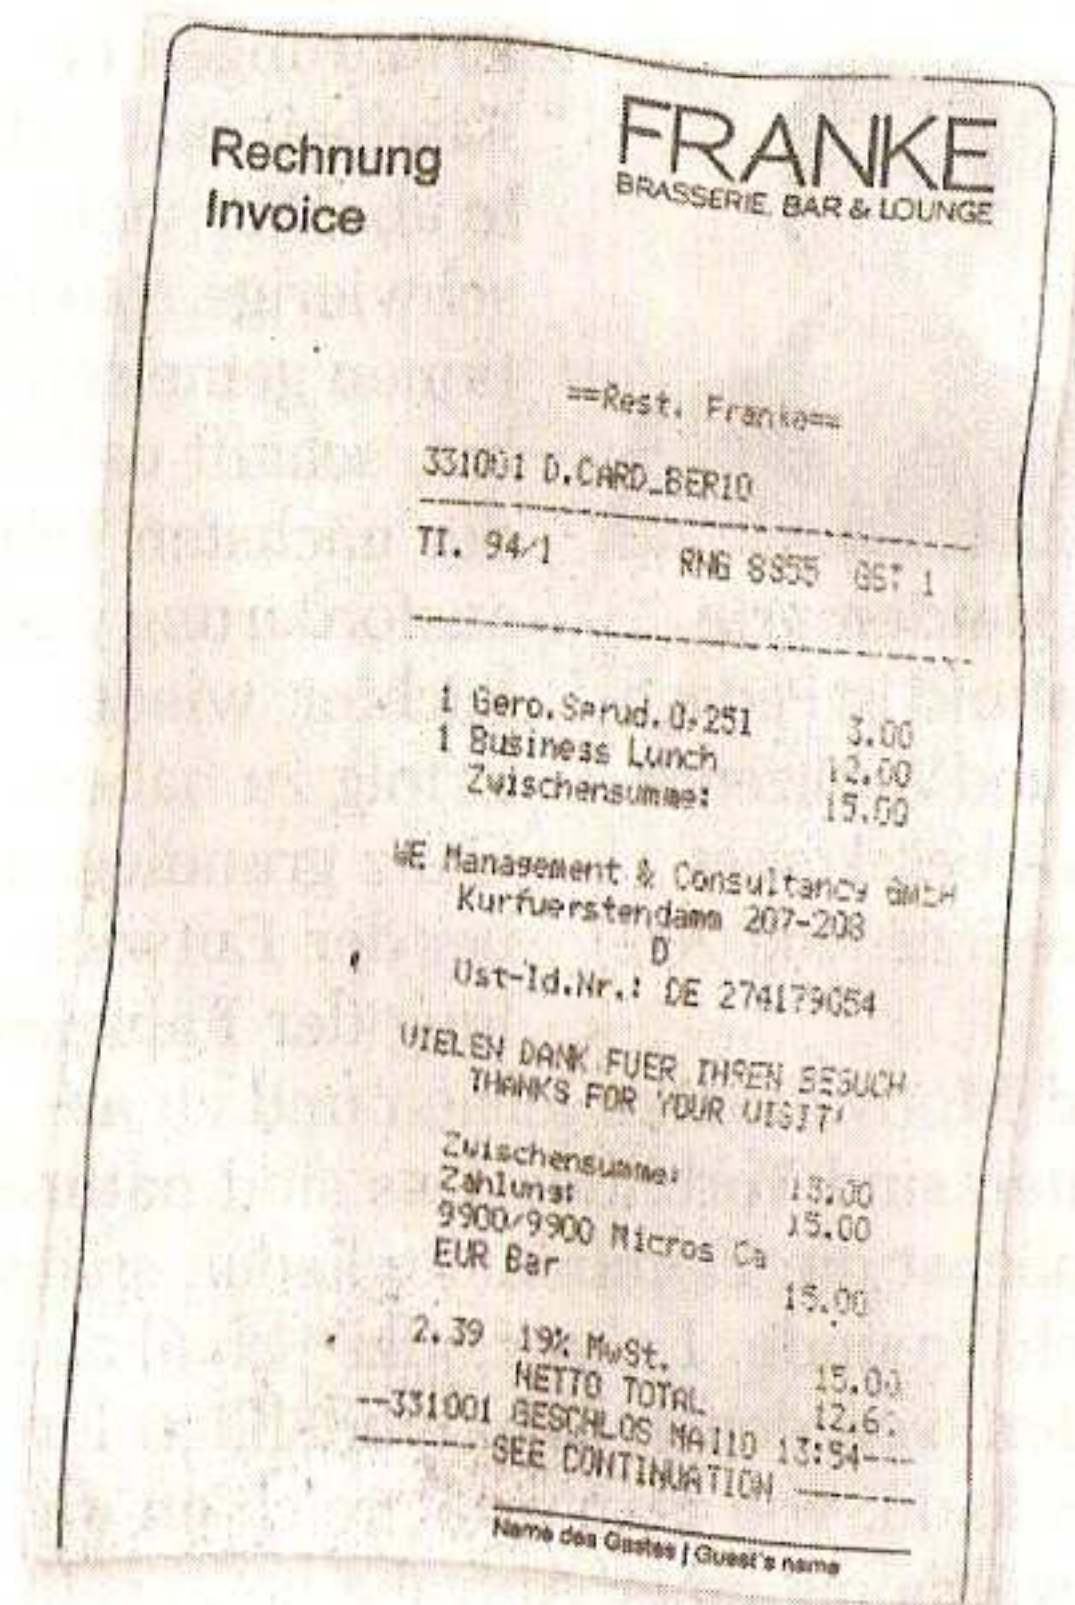 Rechnung
Invoice
FRANKE
BRASSERIE, BAR & LOUNGE
==Rest. Franke==
331001 D.CARD_BER10
TI. 94/1 RNG 8855 GST 1
1 Gero.Sprud.0,25l 3.00
1 Business Lunch 12.00
Zwischensumme: 15.00
WE Management & Consultancy GmbH
Kurfuerstendamm 207-208
D
Ust-Id.Nr.: DE 274179054
VIELEN DANK FUER IHREN BESUCH
THANKS FOR YOUR VISIT!
Zwischensumme: 15.00
Zahlung: 15.00
9900/9900 Micros Ca
EUR Bar 15.00
2.39 19% MwSt. 15.00
NETTO TOTAL
--331001 GESCHLOS MAI10 13:54---
------- SEE CONTINUATION -------
Name des Gastes | Guest's name